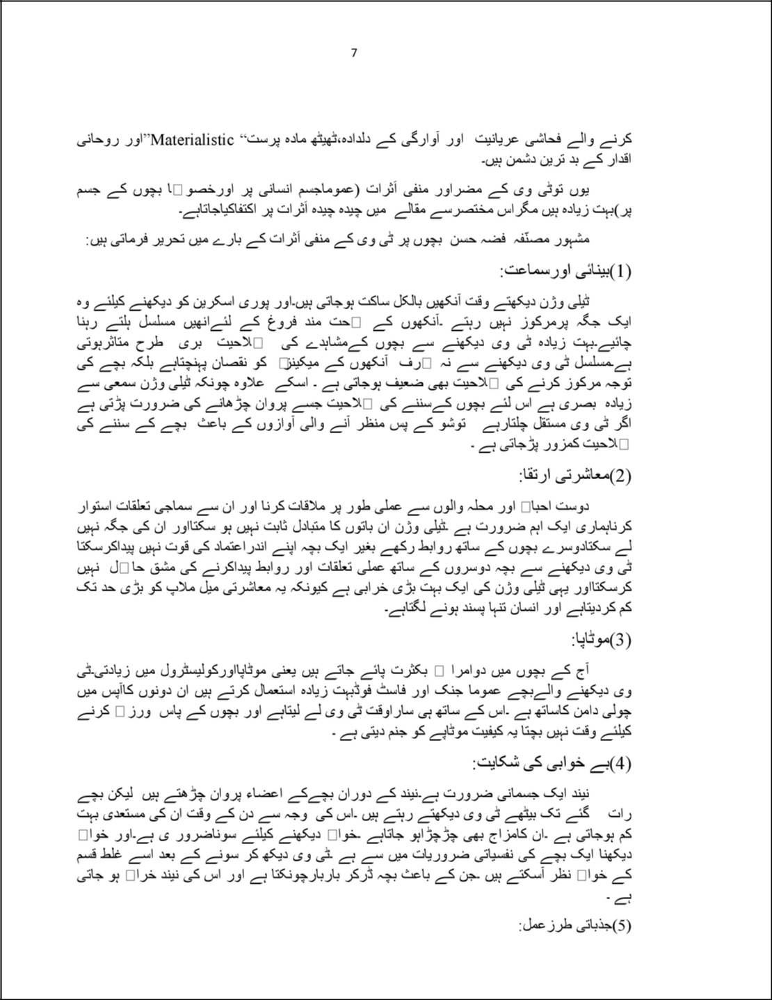 7
کرنے والے فحاشی عریانیت اور آوارگی کے دلدادہ،ٹھیٹھ مادہ پرست“ Materialistic”اور روحانی
اقدار کے بد ترین دشمن ہیں۔
یوں توٹی وی کے مضراور منفی اَثرات (عموماجسم انسانی پر اورخصو□ا بچوں کے جسم
پر)بہت زیادہ ہیں مگراس مختصرسے مقالے میں چیدہ چیدہ اَثرات پر اکتفاکیاجاتاہے۔
مشہور مصنّفہ فضہ حسن بچوں پر ٹی وی کے منفی اَثرات کے بارے میں تحریر فرماتی ہیں:
(1)بینائی اورسماعت:
ٹیلی وژن دیکھتے وقت آنکھیں بالکل ساکت ہوجاتی ہیں۔اور پوری اسکرین کو دیکھنے کیلئے وہ
ایک جگہ پرمرکوز نہیں رہتے ۔آنکھوں کے □حت مند فروغ کے لئےانھیں مسلسل ہلتے رہنا
چائیے۔بہت زیادہ ٹی وی دیکھنے سے بچوں کےمشاہدے کی □لاحیت بری طرح متاثرہوتی
ہے۔مسلسل ٹی وی دیکھنے سے نہ □رف آنکھوں کے میکینز□ کو نقصان پہنچتاہے بلکہ بچے کی
توجہ مرکوز کرنے کی □لاحیت بھی ضعیف ہوجاتی ہے ۔ اسکے علاوہ چونکہ ٹیلی وژن سمعی سے
زیادہ بصری ہے اس لئے بچوں کےسننے کی □لاحیت جسے پروان چڑھانے کی ضرورت پڑتی ہے
اگر ٹی وی مستقل چلتارہے توشو کے پس منظر آنے والی آوازوں کے باعث بچے کے سننے کی
□لاحیت کمزور پڑجاتی ہے ۔
(2)معاشرتی ارتقا:
دوست احبا□ اور محلہ والوں سے عملی طور پر ملاقات کرنا اور ان سے سماجی تعلقات استوار
کرناہماری ایک اہم ضرورت ہے ۔ٹیلی وژن ان باتوں کا متبادل ثابت نہیں ہو سکتااور ان کی جگہ نہیں
لے سکتادوسرے بچوں کے ساتھ روابط رکھے بغیر ایک بچہ اپنے اندراعتماد کی قوت نہیں پیداکرسکتا
ٹی وی دیکھنے سے بچہ دوسروں کے ساتھ عملی تعلقات اور روابط پیداکرنے کی مشق حا□ل نہیں
کرسکتااور یہی ٹیلی وژن کی ایک بہت بڑی خرابی ہے کیونکہ یہ معاشرتی میل ملاپ کو بڑی حد تک
کم کردیتاہے اور انسان تنہا پسند ہونے لگتاہے۔
(3)موٹاپا:
آج کے بچوں میں دوامرا □ بکثرت پائے جاتے ہیں یعنی موٹاپااورکولیسٹرول میں زیادتی۔ٹی
وی دیکھنے والےبچے عموما جنک اور فاسٹ فوڈبہت زیادہ استعمال کرتے ہیں ان دونوں کاآپس میں
چولی دامن کاساتھ ہے ۔اس کے ساتھ ہی ساراوقت ٹی وی لے لیتاہے اور بچوں کے پاس ورز□ کرنے
کیلئے وقت نہیں بچتا یہ کیفیت موٹاپے کو جنم دیتی ہے ۔
(4)بے خوابی کی شکایت:
نیند ایک جسمانی ضرورت ہے۔نیند کے دوران بچےکے اعضاء پروان چڑھتے ہیں لیکن بچے
رات گئے تک بیٹھے ٹی وی دیکھتے رہتے ہیں ۔اس کی وجہ سے دن کے وقت ان کی مستعدی بہت
کم ہوجاتی ہے ۔ان کامزاج بھی چڑچڑاہو جاتاہے ۔خوا□ دیکھنے کیلئے سوناضرور ی ہے۔اور خوا□
دیکھنا ایک بچے کی نفسیاتی ضروریات میں سے ہے ۔ٹی وی دیکھ کر سونے کے بعد اسے غلط قسم
کے خوا□ نظر آسکتے ہیں ۔جن کے باعث بچہ ڈرکر باربارچونکتا ہے اور اس کی نیند خرا□ ہو جاتی
ہے ۔
(5)جذباتی طرزعمل: